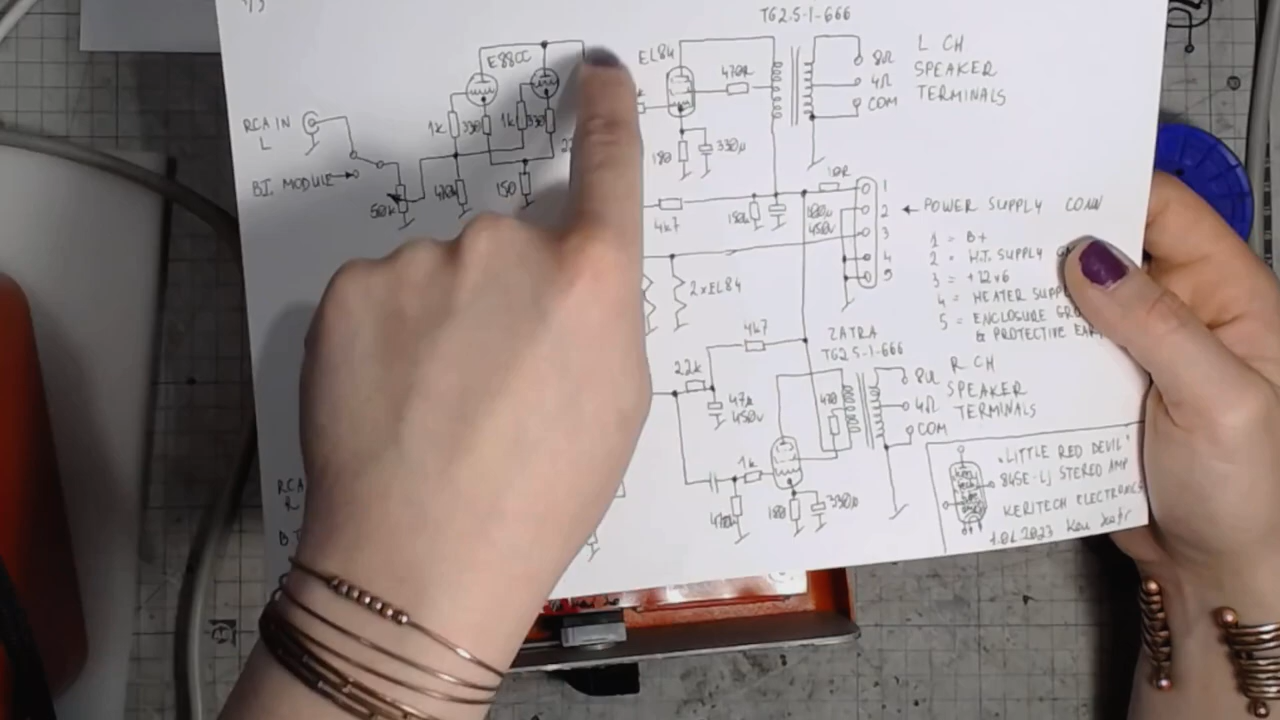 TG2.5-1-666
E88CC
EL84
470R
8Ω
4Ω
COM
L CH
SPEAKER
TERMINALS
RCA IN
L
1k
330
1k
330
180
330µ
BT. MODULE
50k
470k
150
10R
4k7
150k
100µ
450V
1
2
3
4
5
POWER SUPPLY CONN
1 = B+
2 = H.T. SUPPLY
3 = +12V6
4 = HEATER SUPP
5 = ENCLOSURE GRO
& PROTECTIVE EAR
2xEL84
4k7
ZATRA
TG2.5-1-666
22k
47µ
450V
470
8Ω
4Ω
COM
R CH
SPEAKER
TERMINALS
1k
470k
180
330µ
RCA
R
B
"LITTLE RED DEVIL"
845E-LJ STEREO AMP
KERITECH ELECTRONICS